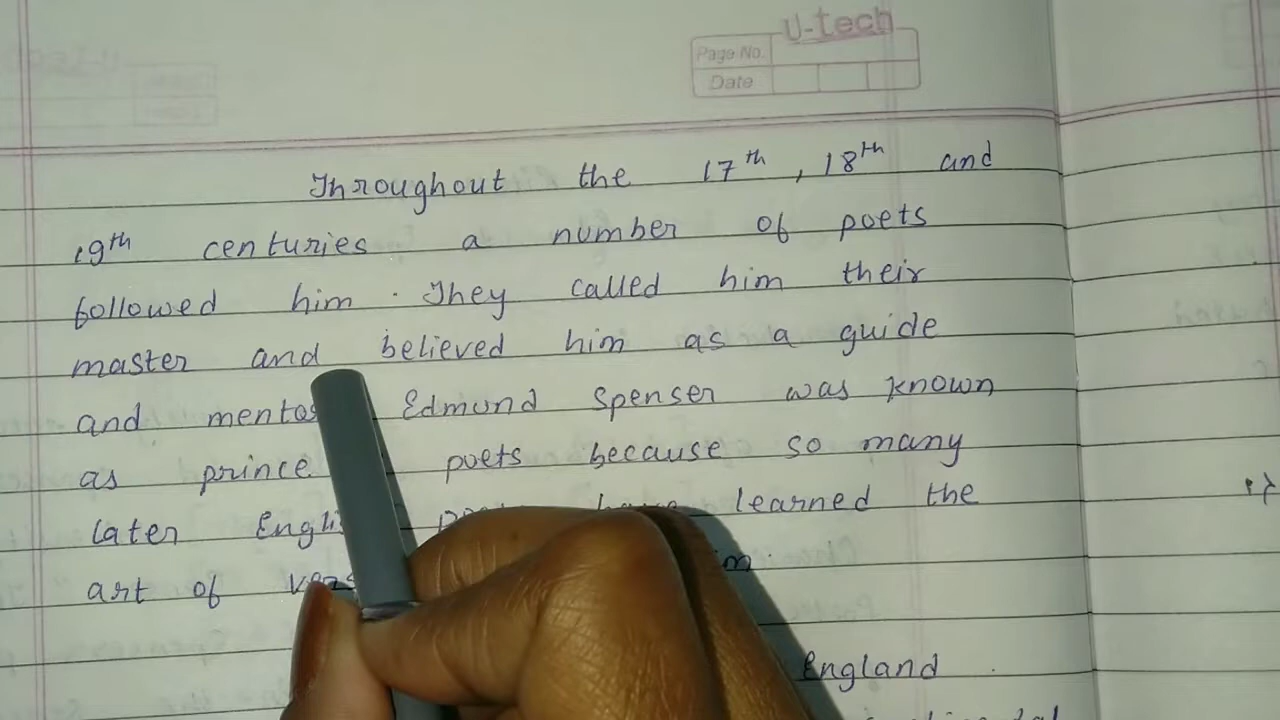 U-tech
Page No.
Date
Throughout the 17th, 18th and
19th centuries a number of poets
followed him. They called him their
master and believed him as a guide
and Edmund Spenser was known
as prince poets because so many
later learned the
art of
England